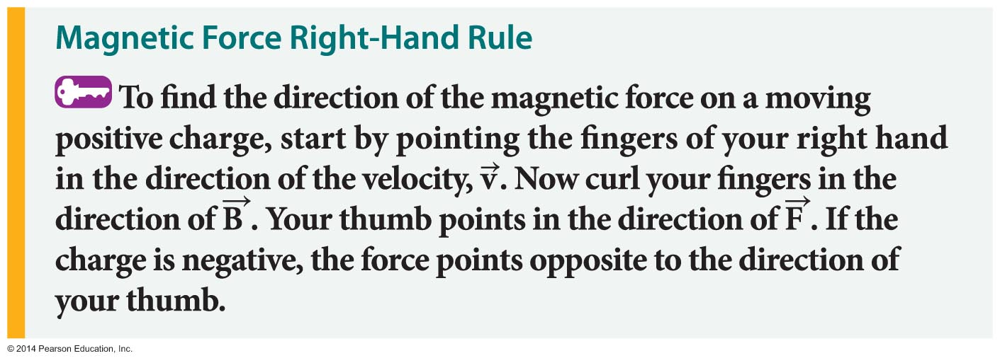 Magnetic Force Right-Hand Rule
To find the direction of the magnetic force on a moving
positive charge, start by pointing the fingers of your right hand
in the direction of the velocity, v⃗. Now curl your fingers in the
direction of B⃗. Your thumb points in the direction of F⃗. If the
charge is negative, the force points opposite to the direction of
your thumb.
© 2014 Pearson Education, Inc.